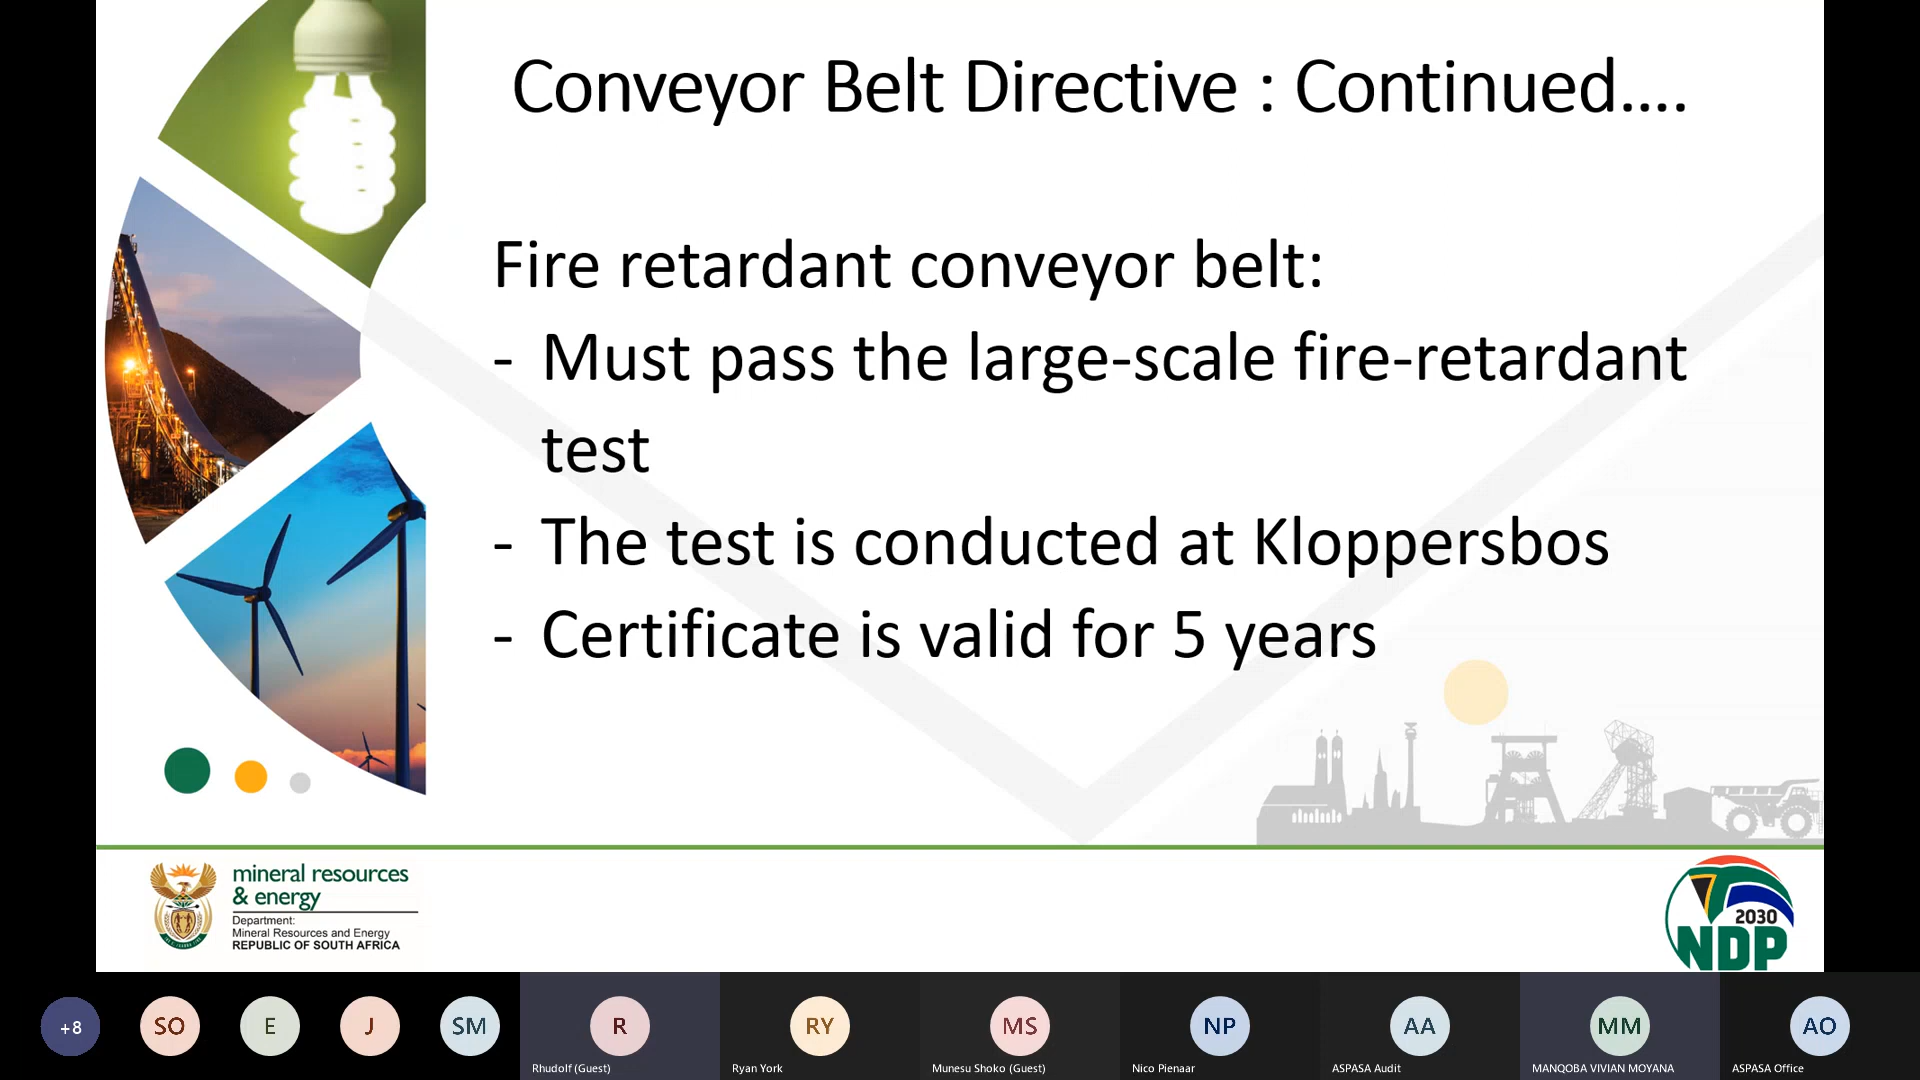 Conveyor Belt Directive : Continued....
Fire retardant conveyor belt:
- Must pass the large-scale fire-retardant
test
- The test is conducted at Kloppersbos
- Certificate is valid for 5 years
mineral resources
& energy
Department:
Mineral Resources and Energy
REPUBLIC OF SOUTH AFRICA
2030
NDP
+8
SO
E
J
SM
R
RY
MS
NP
AA
MM
AO
Rhudolf (Guest)
Ryan York
Munesu Shoko (Guest)
Nico Pienaar
ASPASA Audit
MANQOBA VIVIAN MOYANA
ASPASA Office